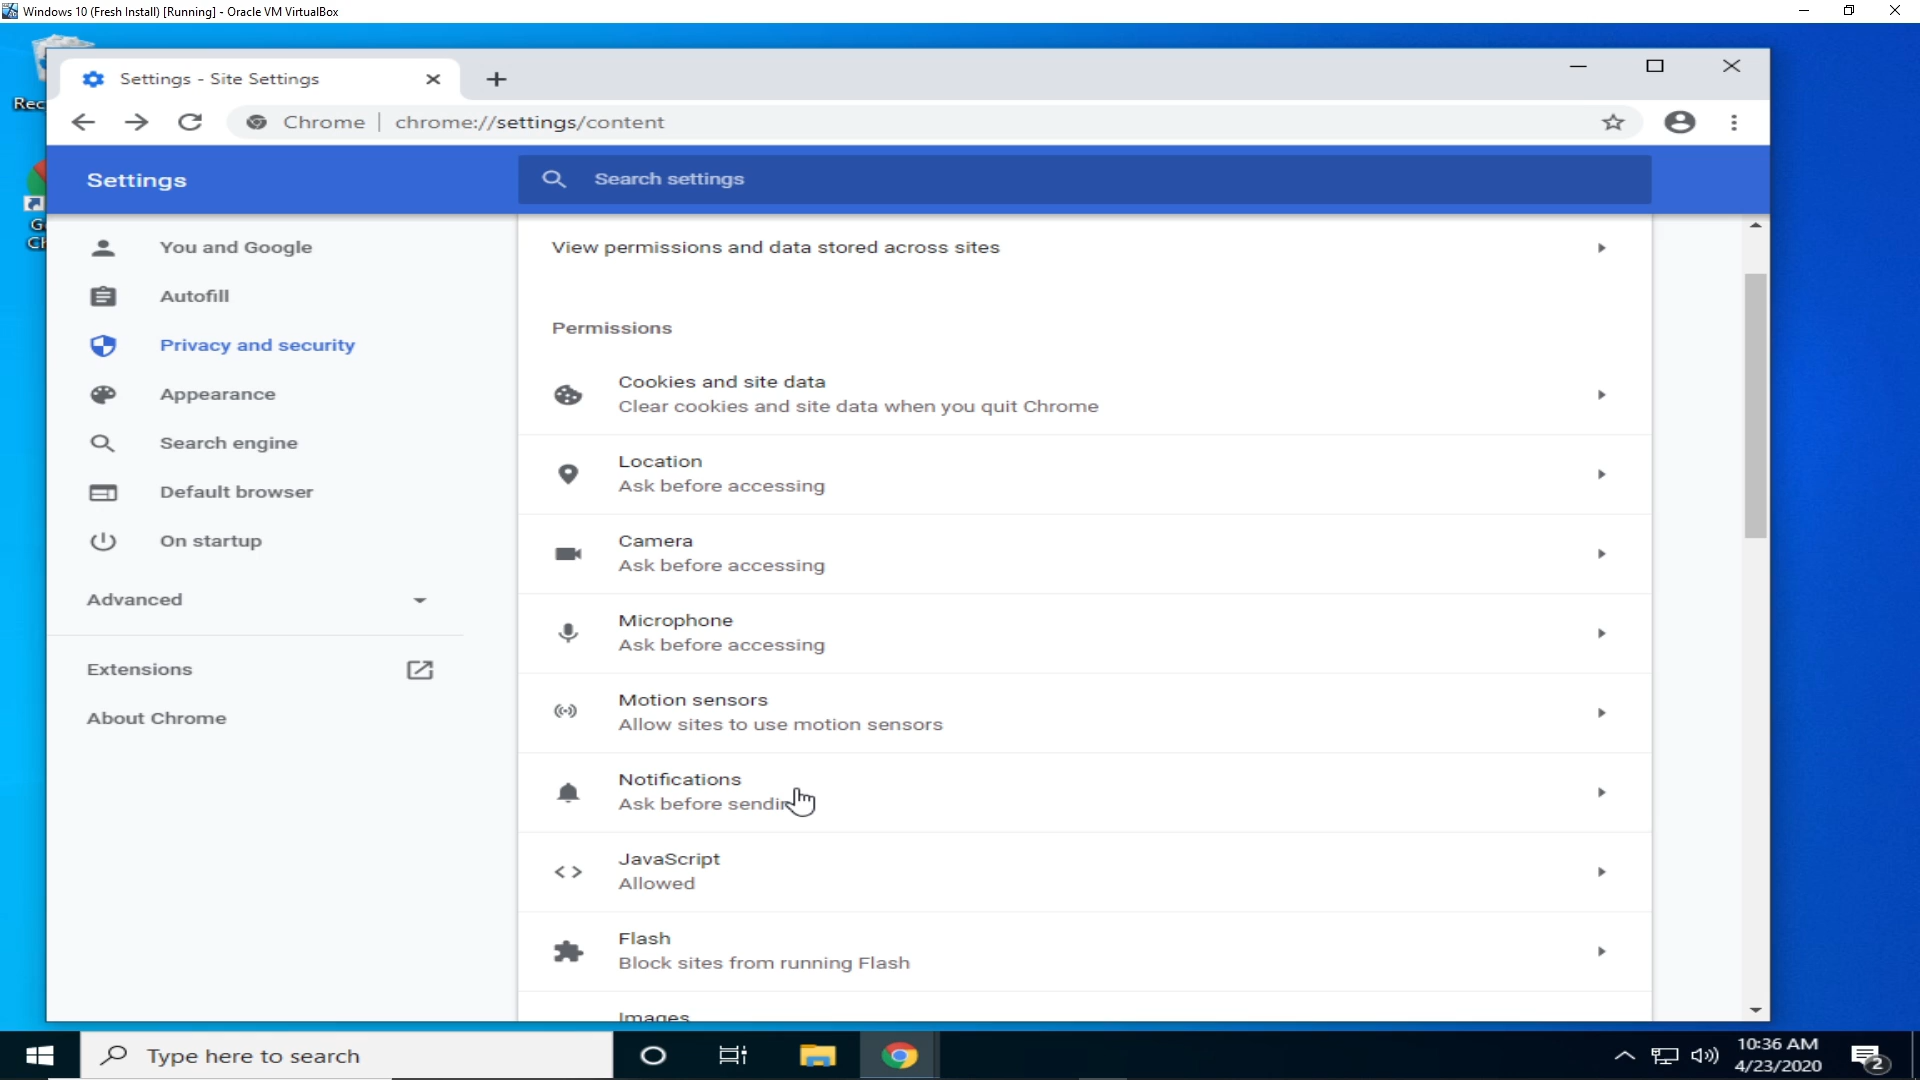 Windows 10 (Fresh Install) [Running] - Oracle VM VirtualBox
Settings - Site Settings
Chrome
chrome://settings/content
Settings
Search settings
You and Google
Autofill
Privacy and security
Appearance
Search engine
Default browser
On startup
Advanced
Extensions
About Chrome
View permissions and data stored across sites
Permissions
Cookies and site data
Clear cookies and site data when you quit Chrome
Location
Ask before accessing
Camera
Ask before accessing
Microphone
Ask before accessing
Motion sensors
Allow sites to use motion sensors
Notifications
Ask before
JavaScript
Allowed
Flash
Block sites from running Flash
Images
Type here to search
10:36 AM
4/23/2020
2